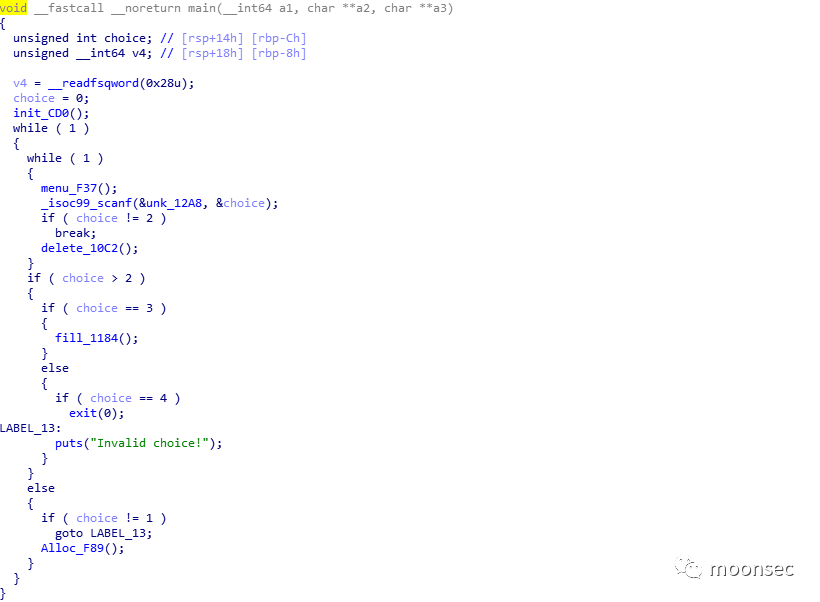 void __fastcall __noreturn main(__int64 a1, char **a2, char **a3)
{
  unsigned int choice; // [rsp+14h] [rbp-Ch]
  unsigned __int64 v4; // [rsp+18h] [rbp-8h]

  v4 = __readfsqword(0x28u);
  choice = 0;
  init_CD0();
  while ( 1 )
  {
    while ( 1 )
    {
      menu_F37();
      _isoc99_scanf(&unk_12A8, &choice);
      if ( choice != 2 )
        break;
      delete_10C2();
    }
    if ( choice > 2 )
    {
      if ( choice == 3 )
      {
        fill_1184();
      }
      else
      {
        if ( choice == 4 )
          exit(0);
LABEL_13:
        puts("Invalid choice!");
      }
    }
    else
    {
      if ( choice != 1 )
        goto LABEL_13;
      Alloc_F89();
    }
  }
}
moonsec